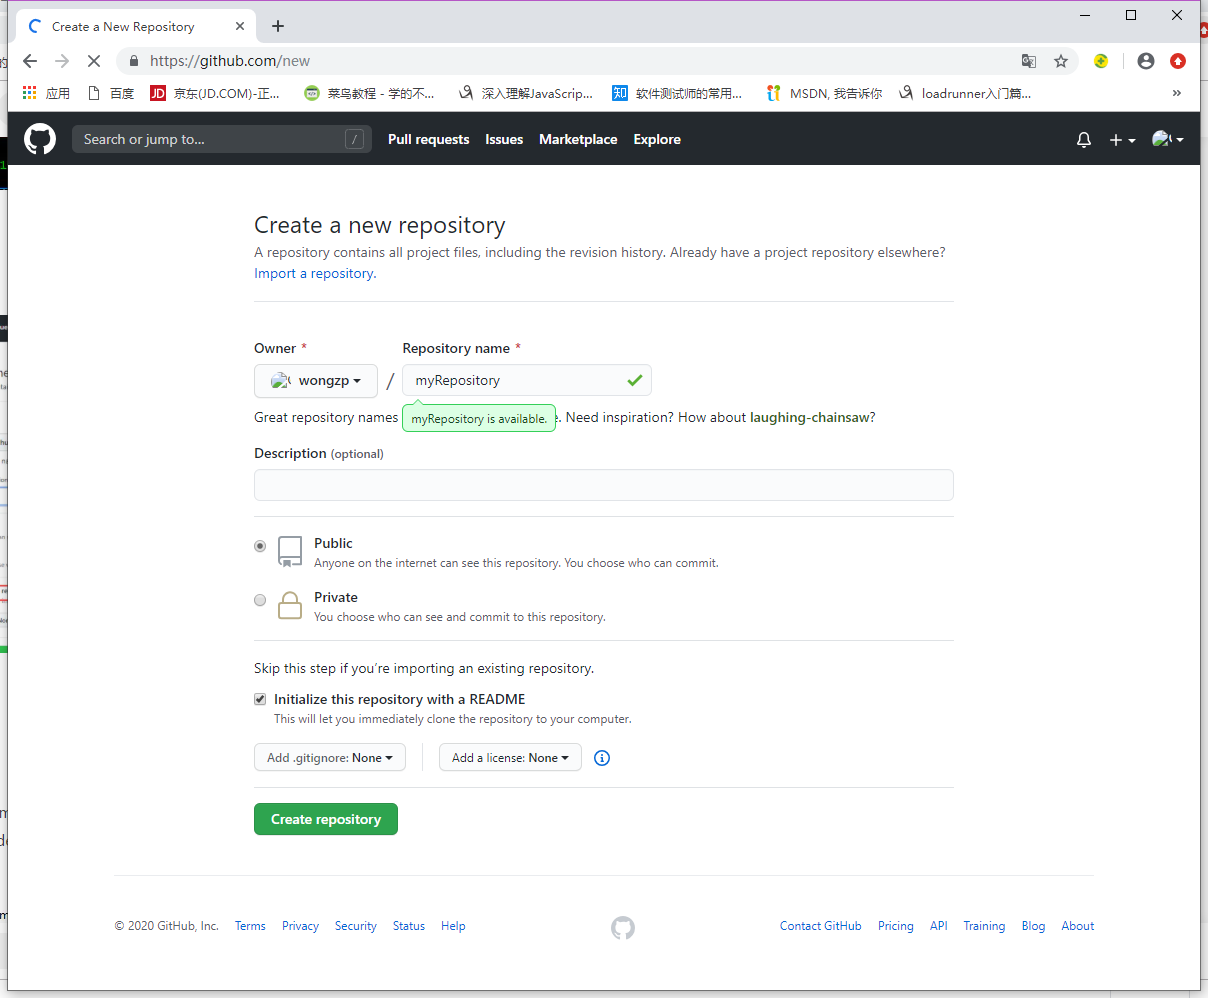 Create a New Repository
https://github.com/new
应用
百度
京东(JD.COM)-正...
菜鸟教程 - 学的不...
深入理解JavaScrip...
知 软件测试师的常用...
MSDN, 我告诉你
loadrunner入门篇...
Search or jump to... /
Pull requests Issues Marketplace Explore
Create a new repository
A repository contains all project files, including the revision history. Already have a project repository elsewhere?
Import a repository.
Owner * Repository name *
wongzp / myRepository
Great repository names
myRepository is available.
. Need inspiration? How about laughing-chainsaw?
Description (optional)
Public
Anyone on the internet can see this repository. You choose who can commit.
Private
You choose who can see and commit to this repository.
Skip this step if you’re importing an existing repository.
Initialize this repository with a README
This will let you immediately clone the repository to your computer.
Add .gitignore: None Add a license: None
Create repository
© 2020 GitHub, Inc. Terms Privacy Security Status Help Contact GitHub Pricing API Training Blog About